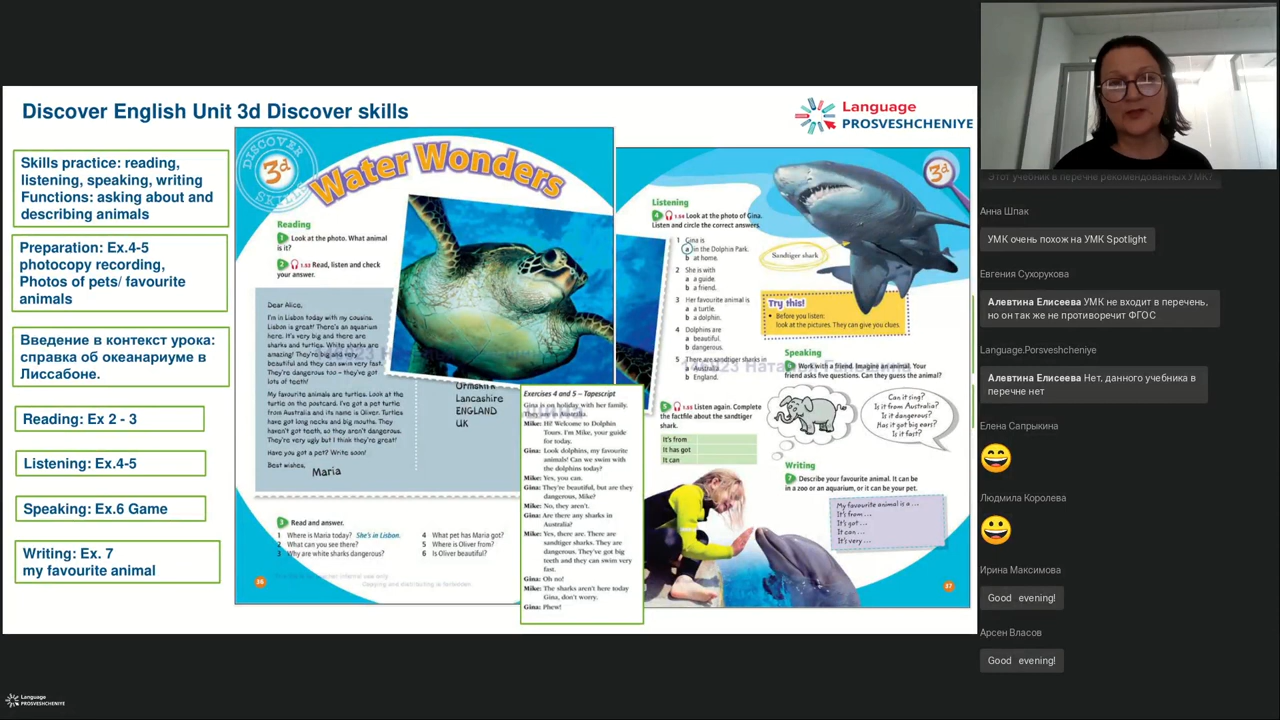 Discover English Unit 3d Discover skills
Language
PROSVESHCHENIYE
Skills practice: reading,
listening, speaking, writing
Functions: asking about and
describing animals
Preparation: Ex.4-5
photocopy recording,
Photos of pets/ favourite
animals
Введение в контекст урока:
справка об океанариуме в
Лиссабоне.
Reading: Ex 2 - 3
Listening: Ex.4-5
Speaking: Ex.6 Game
Writing: Ex. 7
my favourite animal
DISCOVER
3d
SKILLS
Water Wonders
Reading
1 Look at the photo. What animal
is it?
2 1.53 Read, listen and check
your answer.
Dear Alice,
I'm in Lisbon today with my cousins.
Lisbon is great! There's an aquarium
here. It's very big and there are
sharks and turtles. White sharks are
amazing! They're big and very
beautiful and they can swim very fast.
They're dangerous too – they've got
lots of teeth!
My favourite animals are turtles. Look at the
turtle on the postcard. I've got a pet turtle
from Australia and its name is Oliver. Turtles
have got long necks and big mouths. They
haven't got teeth, so they aren't dangerous.
They're very ugly but I think they're great!
Have you got a pet? Write soon!
Best wishes,
Maria
Ormskirk
Lancashire
ENGLAND
UK
3 Read and answer.
1 Where is Maria today? She's in Lisbon.
2 What can you see there?
3 Why are white sharks dangerous?
4 What pet has Maria got?
5 Where is Oliver from?
6 Is Oliver beautiful?
36
Copying and distributing is forbidden
Exercises 4 and 5 – Tapescript
Gina is on holiday with her family.
They are in Australia.
Mike: Hi! Welcome to Dolphin
Tours. I'm Mike, your guide
for today.
Gina: Look dolphins, my favourite
animals! Can we swim with
the dolphins today?
Mike: Yes, you can.
Gina: They're beautiful, but are they
dangerous, Mike?
Mike: No, they aren't.
Gina: Are there any sharks in
Australia?
Mike: Yes, there are. There are
sandtiger sharks. They are
dangerous. They've got big
teeth and they can swim very
fast.
Gina: Oh no!
Mike: The sharks aren't here today
Gina, don't worry.
Gina: Phew!
3d
Listening
4 1.54 Look at the photo of Gina.
Listen and circle the correct answers.
1 Gina is
a in the Dolphin Park.
b at home.
2 She is with
a a guide.
b a friend.
3 Her favourite animal is
a a turtle.
b a dolphin.
4 Dolphins are
a beautiful.
b dangerous.
5 There are sandtiger sharks in
a Australia.
b England.
5 1.55 Listen again. Complete
the factfile about the sandtiger
shark.
It's from
It has got
It can
Sandtiger shark
Try this!
• Before you listen:
look at the pictures. They can give you clues.
Speaking
6 Work with a friend. Imagine an animal. Your
friend asks five questions. Can they guess the animal?
Can it sing?
Is it from Australia?
Is it dangerous?
Has it got big ears?
Is it fast?
Writing
7 Describe your favourite animal. It can be
in a zoo or an aquarium, or it can be your pet.
My favourite animal is a ...
It's from ...
It's got ...
It can ...
It's very ...
37
Этот учебник в перечне рекомендованных УМК?
Анна Шпак
УМК очень похож на УМК Spotlight
Евгения Сухорукова
Алевтина Елисеева УМК не входит в перечень,
но он так же не противоречит ФГОС
Language.Porsveshcheniye
Алевтина Елисеева Нет, данного учебника в
перечне нет
Елена Сапрыкина
Людмила Королева
Ирина Максимова
Good evening!
Арсен Власов
Good evening!
Language
PROSVESHCHENIYE